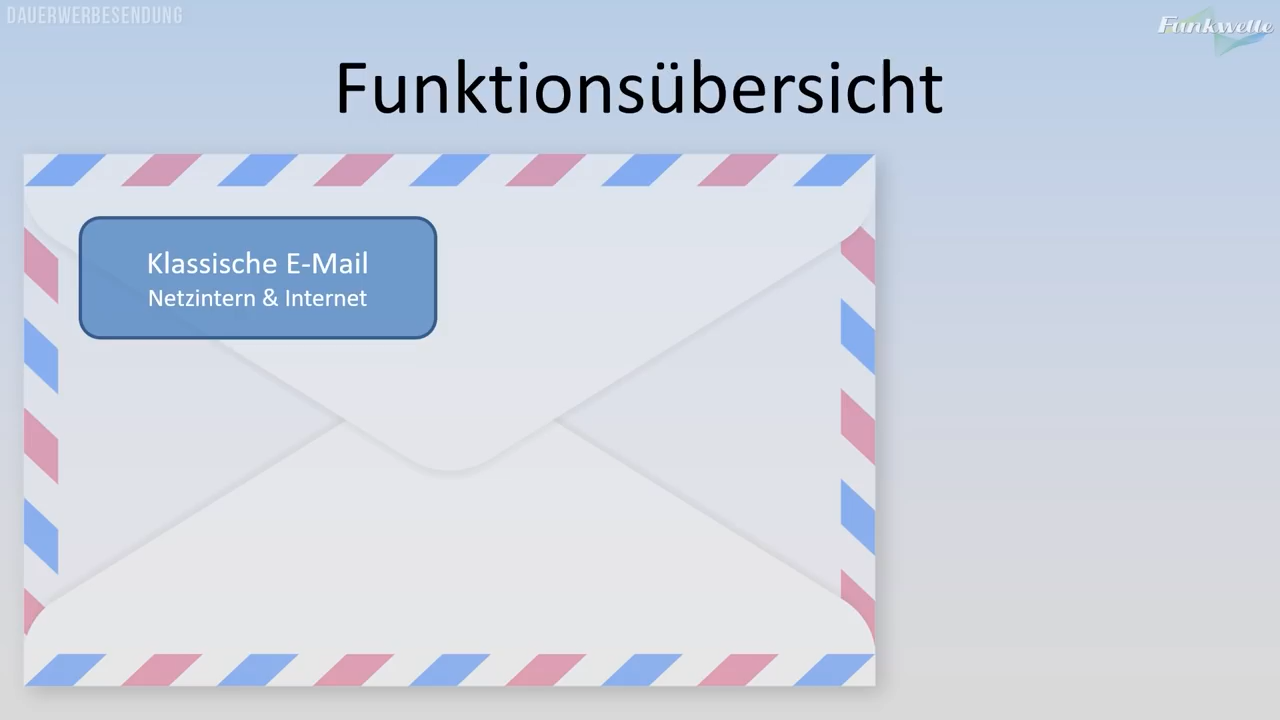 DAUERWERBESENDUNG
Funkwelle
Funktionsübersicht
Klassische E-Mail
Netzintern & Internet